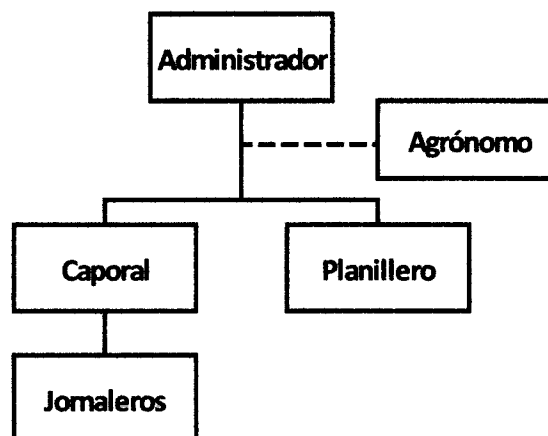 Administrador
Agrónomo
Caporal
Planillero
Jornaleros